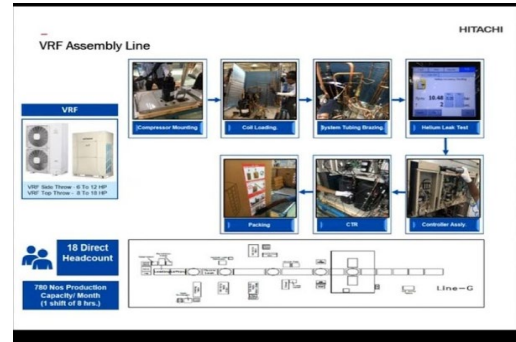 HITACHI
VRF Assembly Line
VRF
VRF Side Throw - 6 To 12 HP
VRF Top Throw - 8 To 18 HP
Compressor Mounting
Coil Loading.
System Tubing Brazing.
Helium Leak Test
Packing
CTR
Controller Assly.
18 Direct
Headcount
780 Nos Production
Capacity/ Month
(1 shift of 8 hrs.)
Line-G